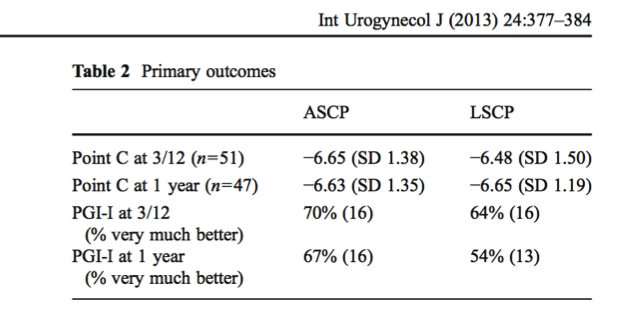 Int Urogynecol J (2013) 24:377–384
Table 2 Primary outcomes
ASCP LSCP
Point C at 3/12 (n=51) −6.65 (SD 1.38) −6.48 (SD 1.50)
Point C at 1 year (n=47) −6.63 (SD 1.35) −6.65 (SD 1.19)
PGI-I at 3/12 70% (16) 64% (16)
(% very much better)
PGI-I at 1 year 67% (16) 54% (13)
(% very much better)